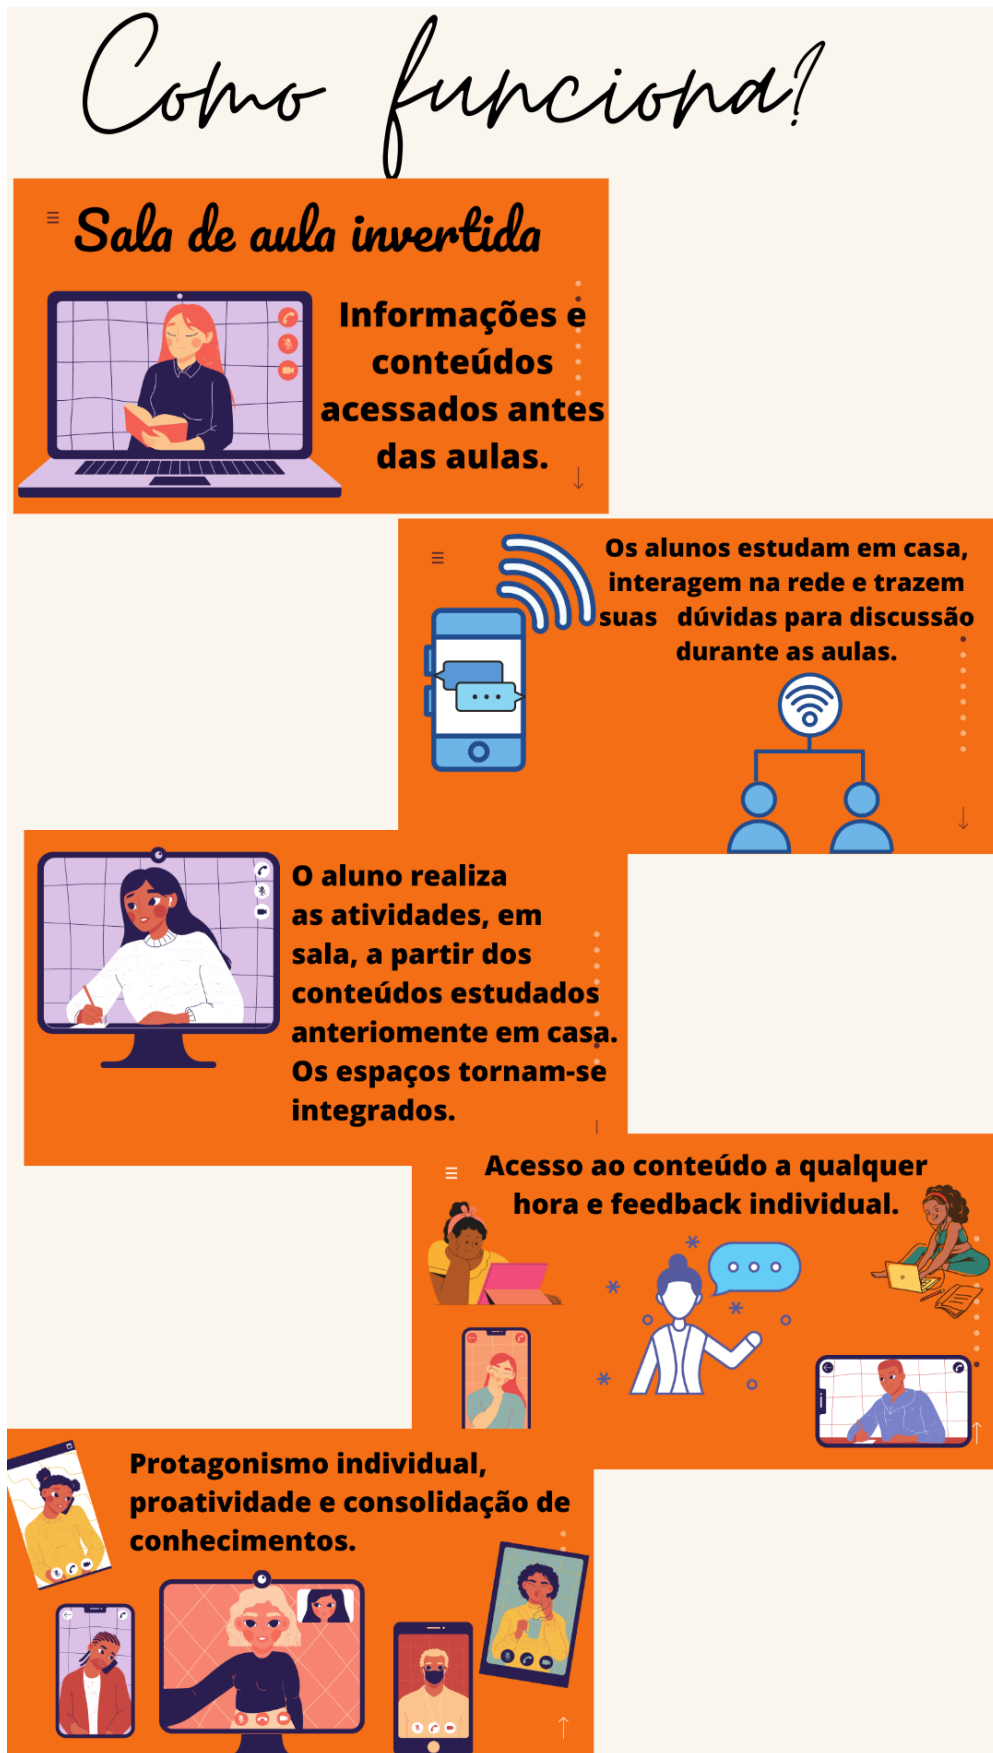 Como funciona?
Sala de aula invertida
Informações e
conteúdos
acessados antes
das aulas.
Os alunos estudam em casa,
interagem na rede e trazem
suas dúvidas para discussão
durante as aulas.
O aluno realiza
as atividades, em
sala, a partir dos
conteúdos estudados
anteriomente em casa.
Os espaços tornam-se
integrados.
Acesso ao conteúdo a qualquer
hora e feedback individual.
Protagonismo individual,
proatividade e consolidação de
conhecimentos.